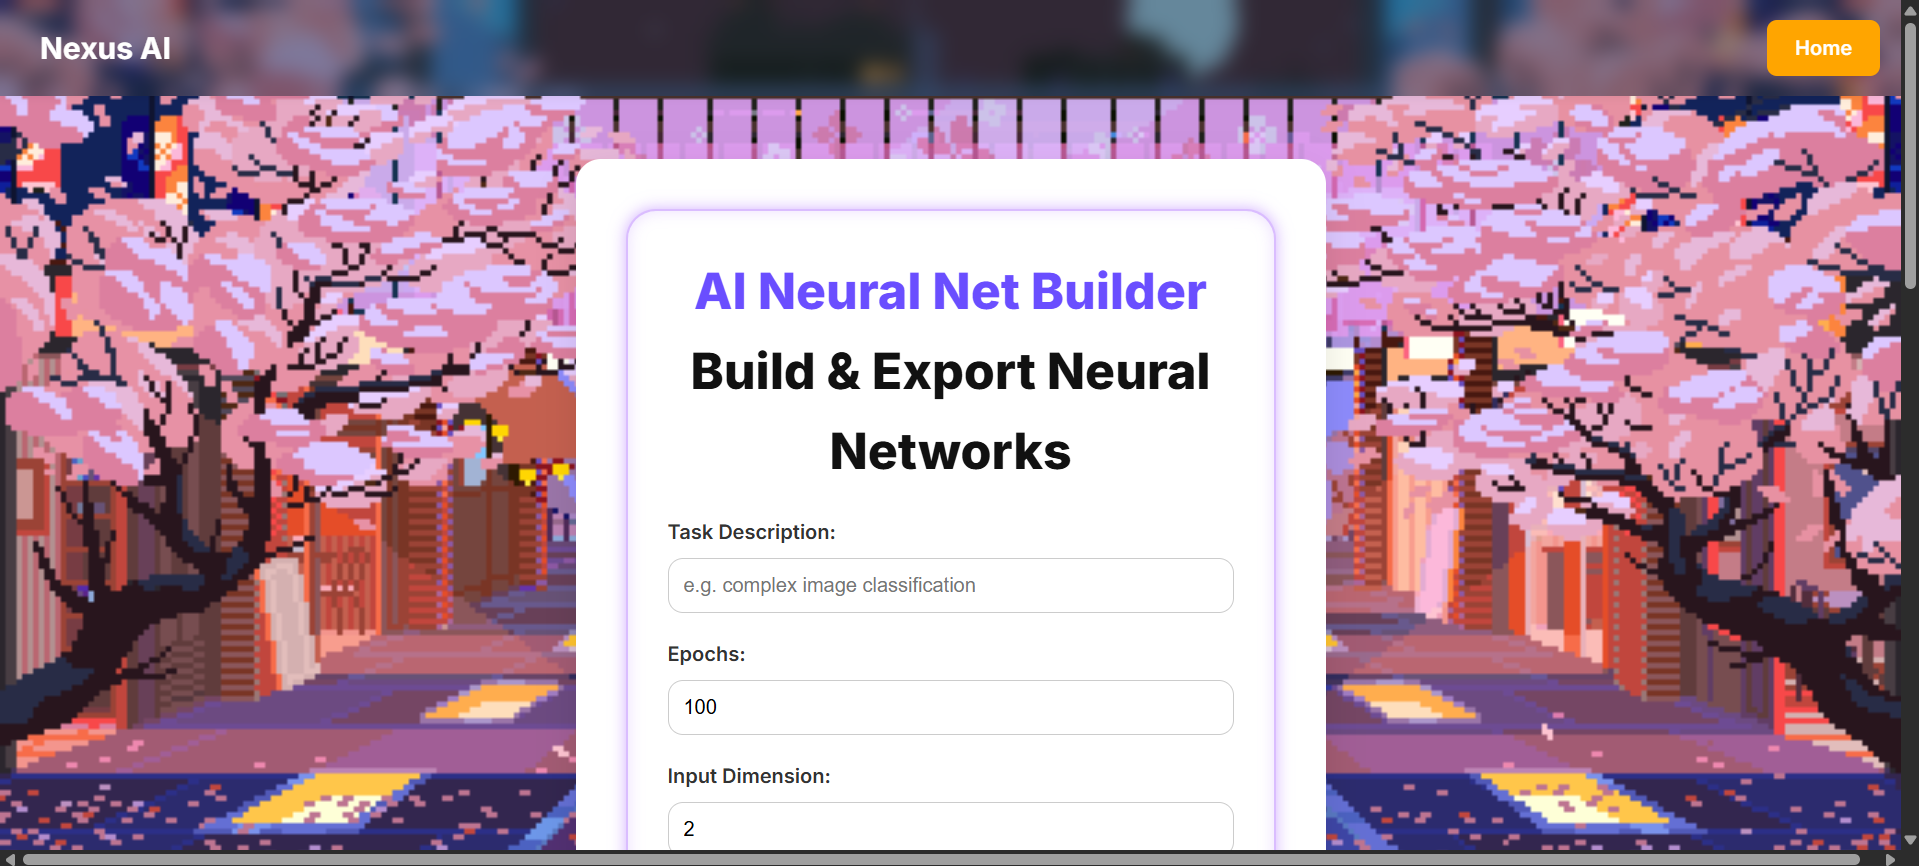 Nexus AI
Home
AI Neural Net Builder
Build & Export Neural
Networks
Task Description:
e.g. complex image classification
Epochs:
100
Input Dimension:
2